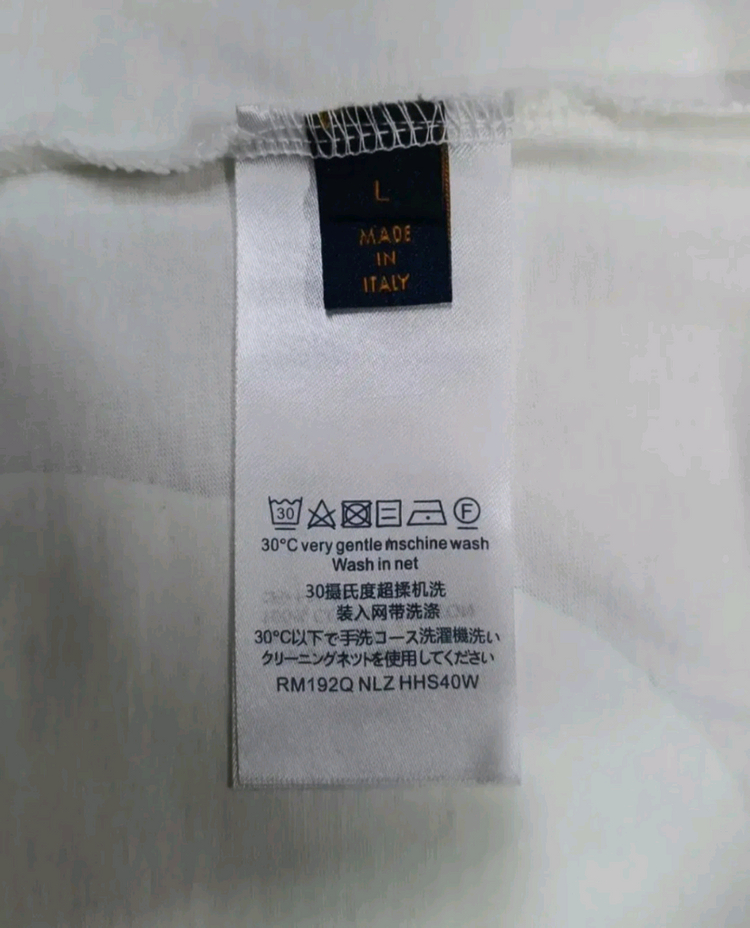 L
MADE
IN
ITALY
30 F
30°C very gentle mschine wash
Wash in net
30摄氏度超揉机洗
装入网带洗涤
30°C以下で手洗コース洗濯機洗い
クリーニングネットを使用してください
RM192Q NLZ HHS40W